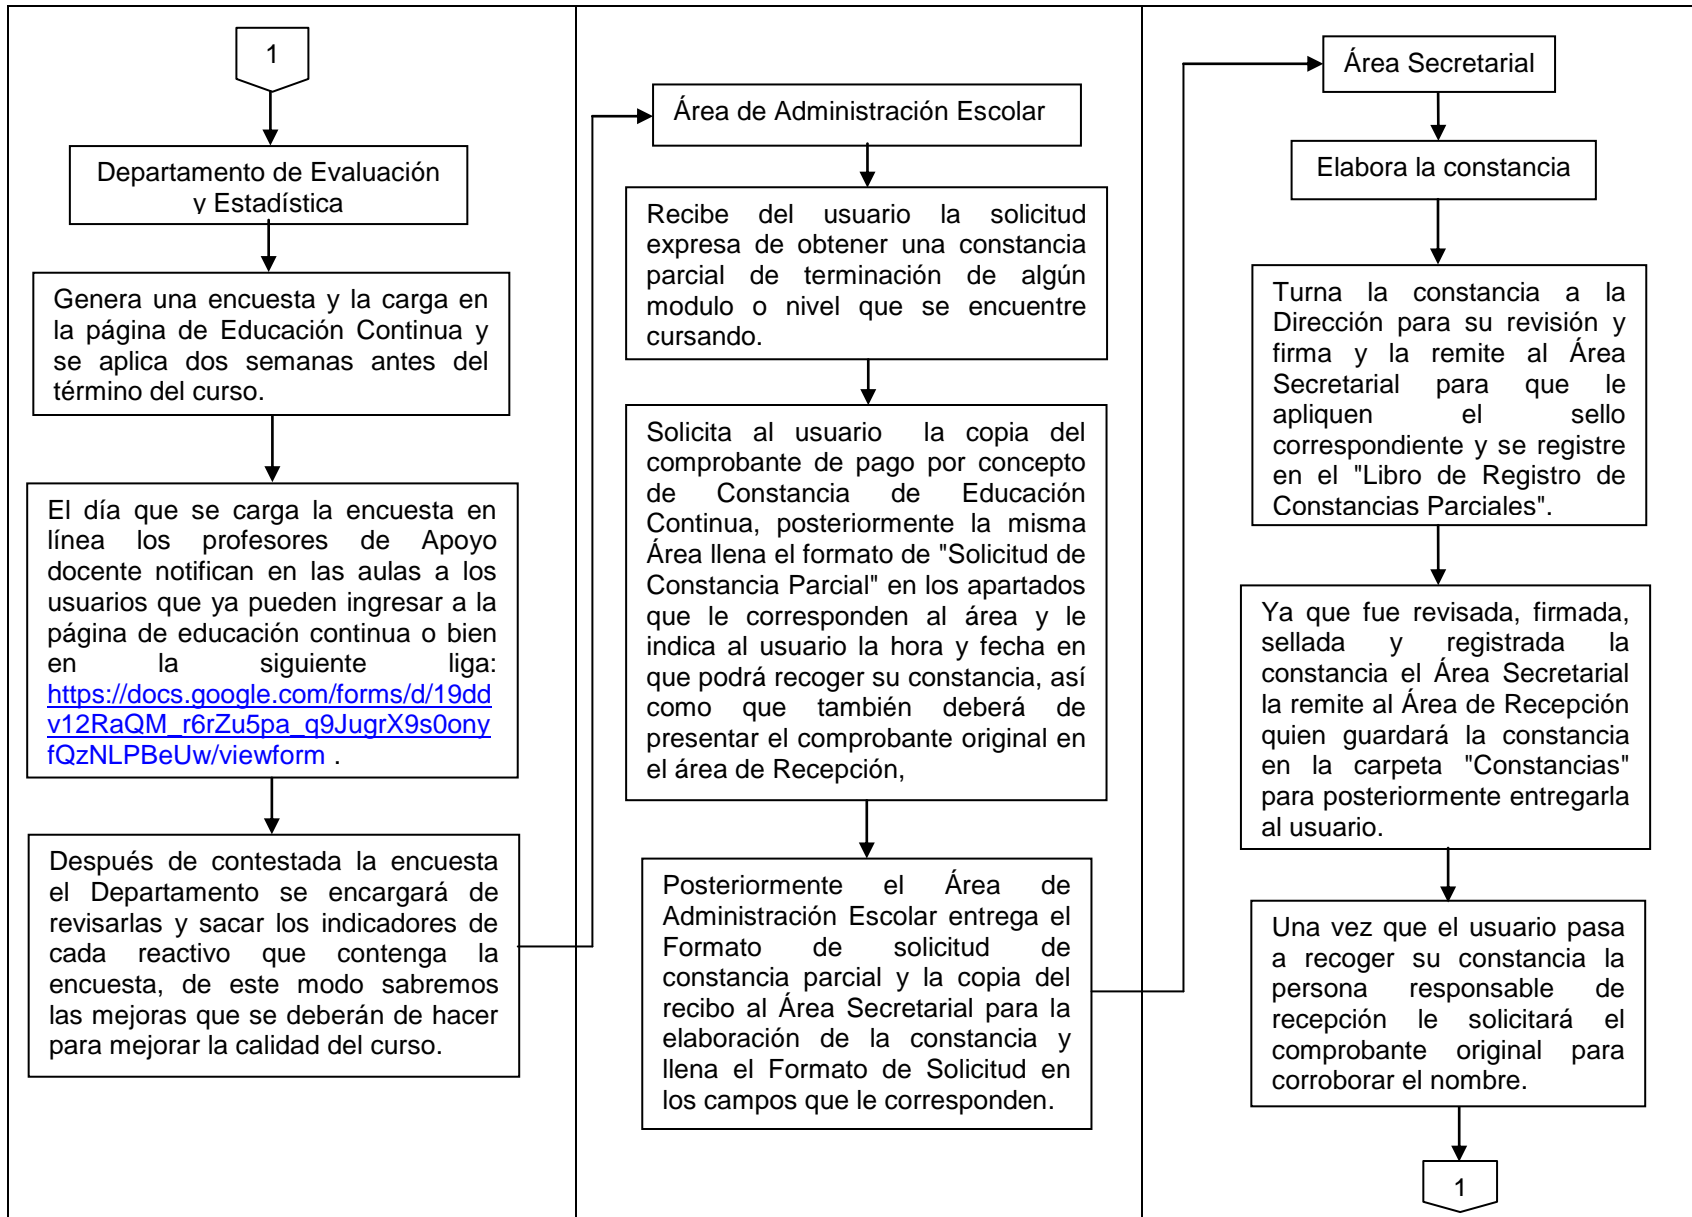 1
Departamento de Evaluación
y Estadística
Genera una encuesta y la carga en
la página de Educación Continua y
se aplica dos semanas antes del
término del curso.
El día que se carga la encuesta en
línea los profesores de Apoyo
docente notifican en las aulas a los
usuarios que ya pueden ingresar a la
página de educación continua o bien
en la siguiente liga:
https://docs.google.com/forms/d/19dd
v12RaQM_r6rZu5pa_q9JugrX9s0ony
fQzNLPBeUw/viewform .
Después de contestada la encuesta
el Departamento se encargará de
revisarlas y sacar los indicadores de
cada reactivo que contenga la
encuesta, de este modo sabremos
las mejoras que se deberán de hacer
para mejorar la calidad del curso.
Área de Administración Escolar
Recibe del usuario la solicitud
expresa de obtener una constancia
parcial de terminación de algún
modulo o nivel que se encuentre
cursando.
Solicita al usuario la copia del
comprobante de pago por concepto
de Constancia de Educación
Continua, posteriormente la misma
Área llena el formato de "Solicitud de
Constancia Parcial" en los apartados
que le corresponden al área y le
indica al usuario la hora y fecha en
que podrá recoger su constancia, así
como que también deberá de
presentar el comprobante original en
el área de Recepción,
Posteriormente el Área de
Administración Escolar entrega el
Formato de solicitud de
constancia parcial y la copia del
recibo al Área Secretarial para la
elaboración de la constancia y
llena el Formato de Solicitud en
los campos que le corresponden.
Área Secretarial
Elabora la constancia
Turna la constancia a la
Dirección para su revisión y
firma y la remite al Área
Secretarial para que le
apliquen el sello
correspondiente y se registre
en el "Libro de Registro de
Constancias Parciales".
Ya que fue revisada, firmada,
sellada y registrada la
constancia el Área Secretarial
la remite al Área de Recepción
quien guardará la constancia
en la carpeta "Constancias"
para posteriormente entregarla
al usuario.
Una vez que el usuario pasa
a recoger su constancia la
persona responsable de
recepción le solicitará el
comprobante original para
corroborar el nombre.
1